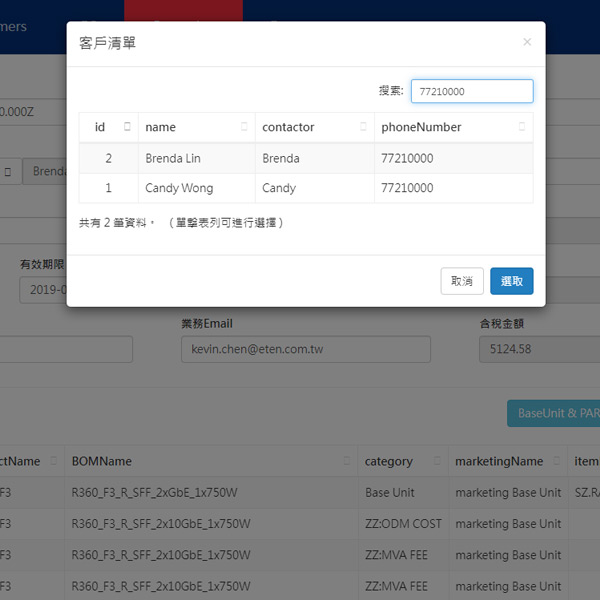 mers
客戶清單
×
搜素: 77210000
id name contactor phoneNumber
2 Brenda Lin Brenda 77210000
1 Candy Wong Candy 77210000
共有 2 筆資料。 ( 單擊表列可進行選擇 )
取消 選取
0.000Z
Brenda
有效期限
2019-0
業務Email 含稅金額
kevin.chen@eten.com.tw 5124.58
BaseUnit & PAR
ctName BOMName category marketingName item
F3 R360_F3_R_SFF_2xGbE_1x750W Base Unit marketing Base Unit SZ.RA
F3 R360_F3_R_SFF_2x10GbE_1x750W ZZ:ODM COST marketing Base Unit
F3 R360_F3_R_SFF_2x10GbE_1x750W ZZ:MVA FEE marketing Base Unit
F3 R360_F3_R_SFF_2x10GbE_1x750W ZZ:MVA FEE marketing Base Unit